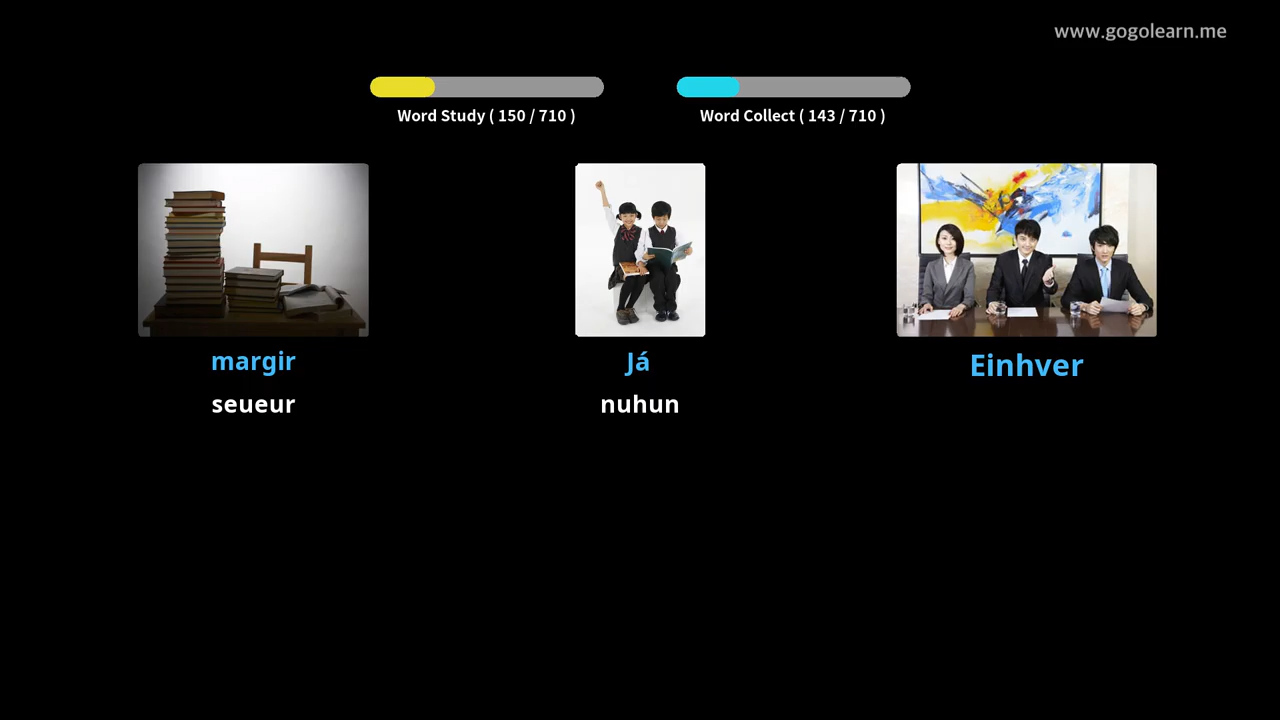 www.gogolearn.me
Word Study ( 150 / 710 )
Word Collect ( 143 / 710 )
margir
Já
Einhver
seueur
nuhun